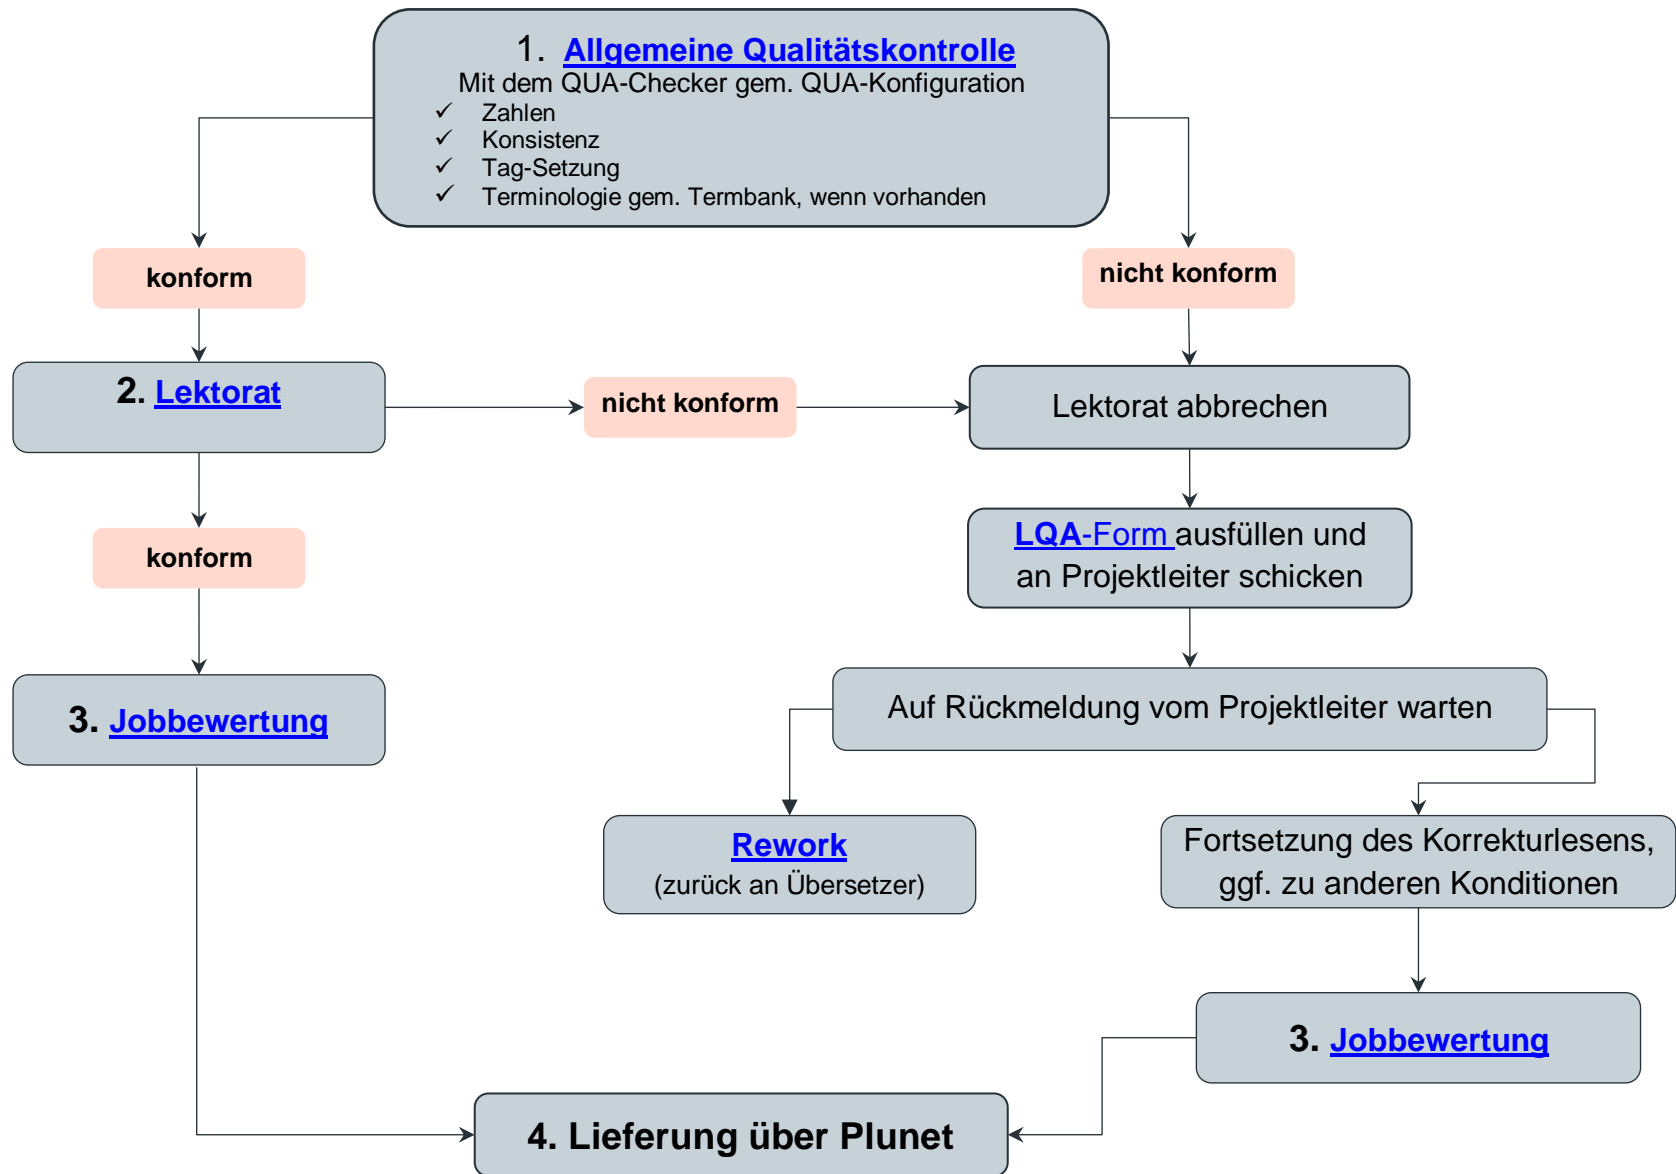 1. Allgemeine Qualitätskontrolle
Mit dem QUA-Checker gem. QUA-Konfiguration
✓ Zahlen
✓ Konsistenz
✓ Tag-Setzung
✓ Terminologie gem. Termbank, wenn vorhanden
konform
nicht konform
2. Lektorat
nicht konform
Lektorat abbrechen
konform
LQA-Form ausfüllen und
an Projektleiter schicken
3. Jobbewertung
Auf Rückmeldung vom Projektleiter warten
Rework
(zurück an Übersetzer)
Fortsetzung des Korrekturlesens,
ggf. zu anderen Konditionen
3. Jobbewertung
4. Lieferung über Plunet